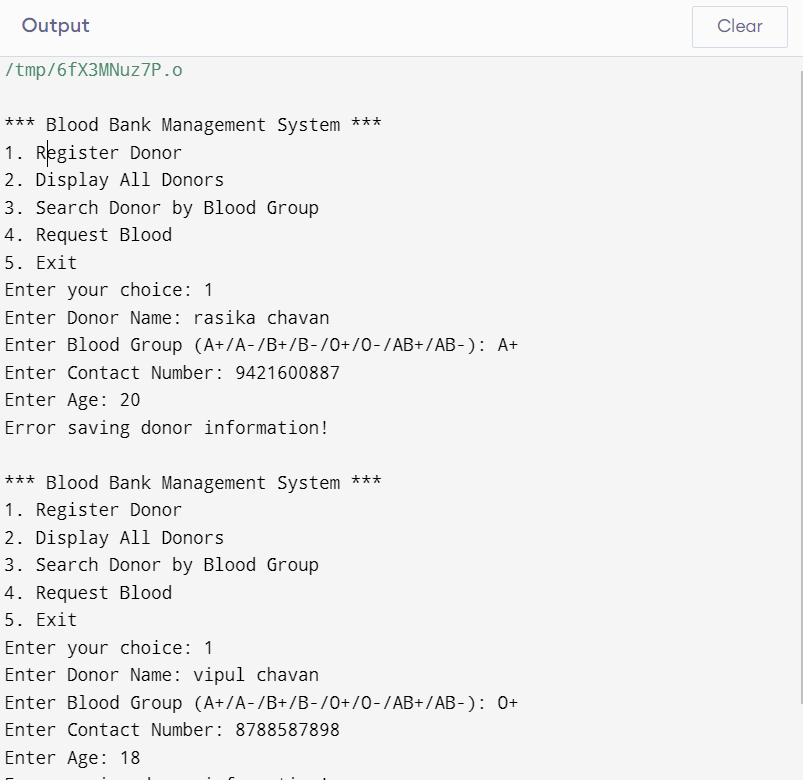 Output
Clear
/tmp/6fX3MNuz7P.o
*** Blood Bank Management System ***
1. Register Donor
2. Display All Donors
3. Search Donor by Blood Group
4. Request Blood
5. Exit
Enter your choice: 1
Enter Donor Name: rasika chavan
Enter Blood Group (A+/A-/B+/B-/O+/O-/AB+/AB-): A+
Enter Contact Number: 9421600887
Enter Age: 20
Error saving donor information!
*** Blood Bank Management System ***
1. Register Donor
2. Display All Donors
3. Search Donor by Blood Group
4. Request Blood
5. Exit
Enter your choice: 1
Enter Donor Name: vipul chavan
Enter Blood Group (A+/A-/B+/B-/O+/O-/AB+/AB-): O+
Enter Contact Number: 8788587898
Enter Age: 18